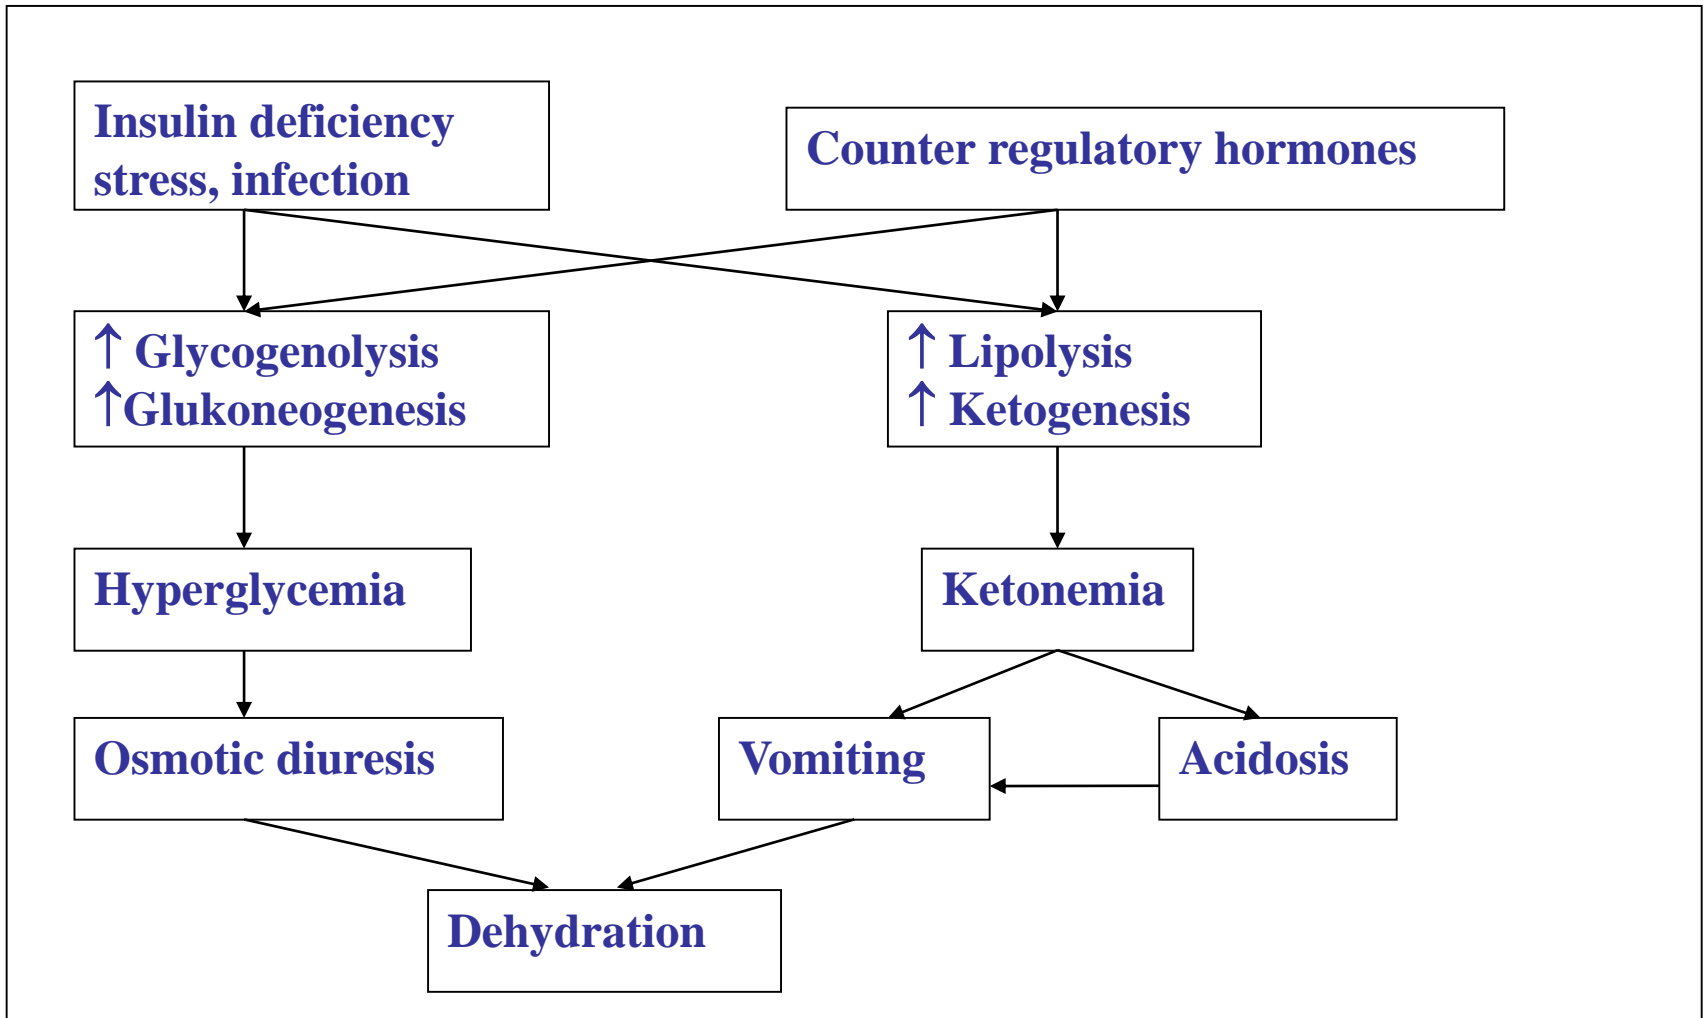 Insulin deficiency
stress, infection
Counter regulatory hormones
↑ Glycogenolysis
↑Glukoneogenesis
↑ Lipolysis
↑ Ketogenesis
Hyperglycemia
Ketonemia
Osmotic diuresis
Vomiting
Acidosis
Dehydration